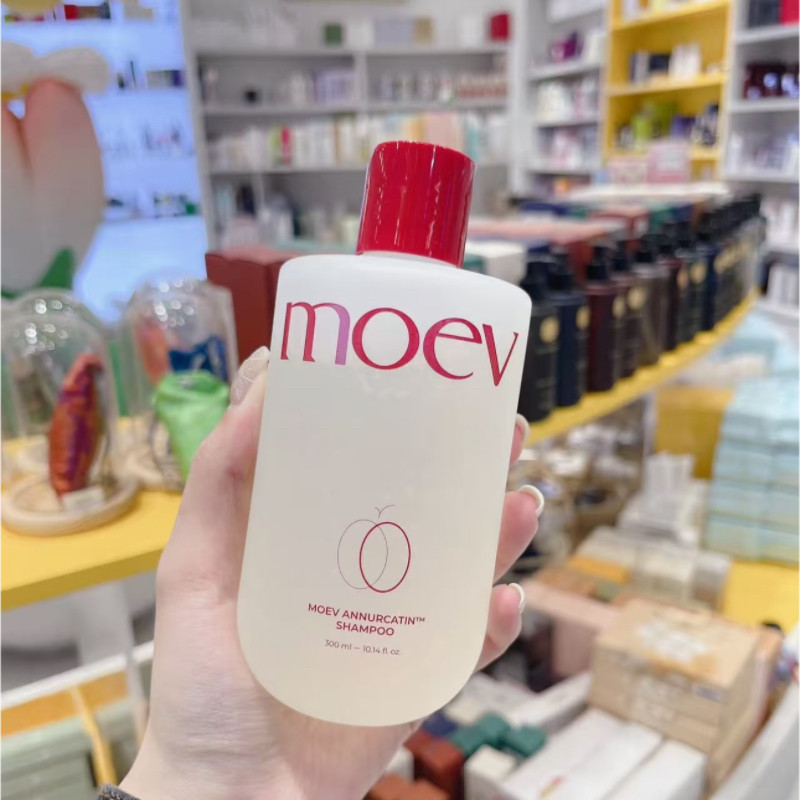 moev
MOEV ANNURCATIN™
SHAMPOO
300 ml — 10.14 fl. oz.